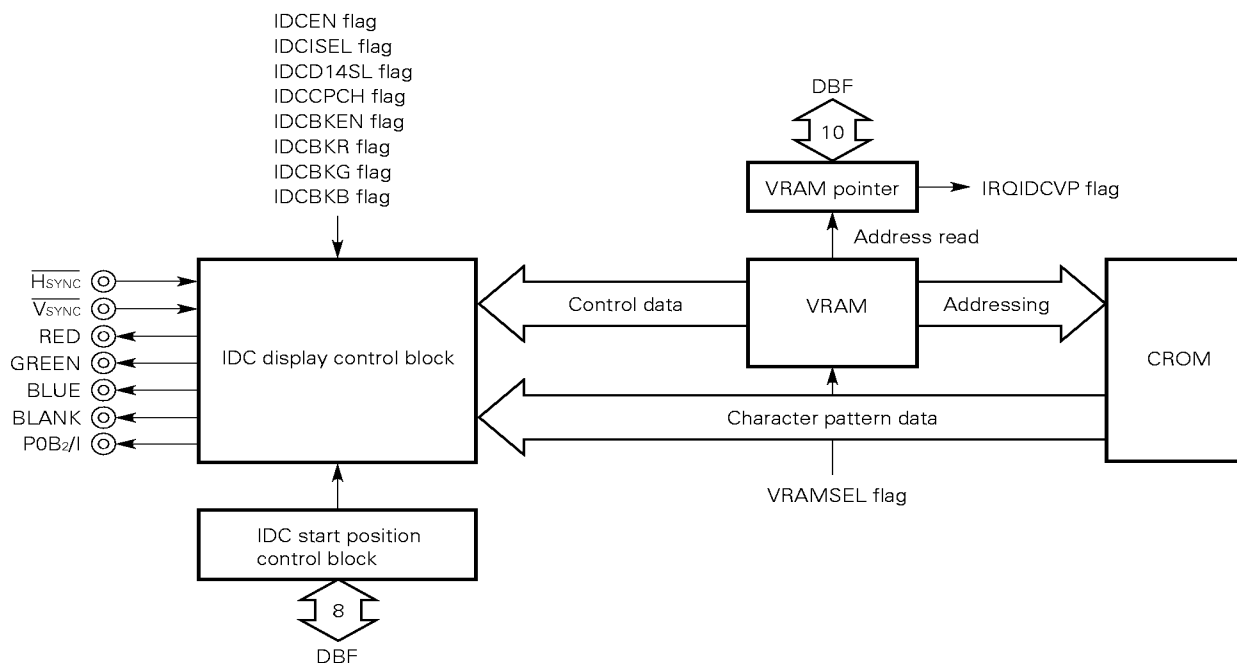 IDCEN flag
IDCISEL flag
IDCD14SL flag
IDCCPCH flag
IDCBKEN flag
IDCBKR flag
IDCBKG flag
IDCBKB flag
DBF
10
VRAM pointer
IRQIDCVP flag
Address read
HSYNC
VSYNC
RED
GREEN
BLUE
BLANK
P0B2/I
IDC display control block
Control data
VRAM
Addressing
CROM
Character pattern data
VRAMSEL flag
IDC start position
control block
8
DBF